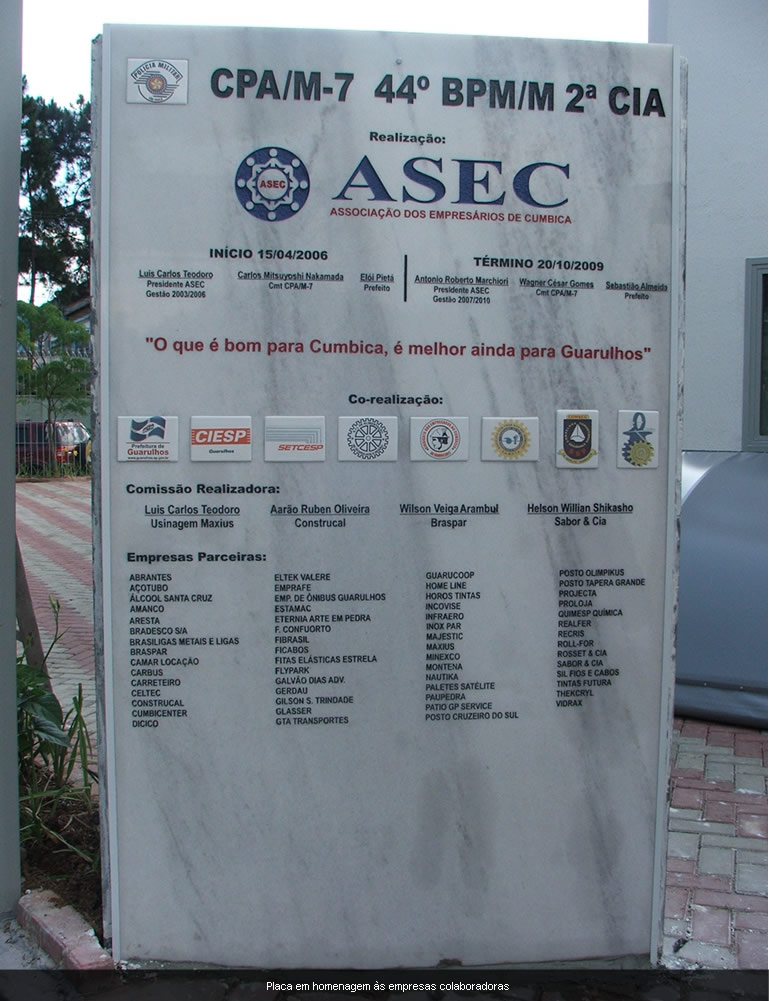 POLÍCIA MILITAR
CPA/M-7 44º BPM/M 2ª CIA
Realização:
ASEC
ASEC
ASSOCIAÇÃO DOS EMPRESÁRIOS DE CUMBICA
INÍCIO 15/04/2006
Luis Carlos Teodoro
Presidente ASEC
Gestão 2003/2006
Carlos Mitsuyoshi Nakamada
Cmt CPA/M-7
Elói Pietá
Prefeito
TÉRMINO 20/10/2009
Antonio Roberto Marchiori
Presidente ASEC
Gestão 2007/2010
Wagner César Gomes
Cmt CPA/M-7
Sebastião Almeida
Prefeito
"O que é bom para Cumbica, é melhor ainda para Guarulhos"
Co-realização:
Prefeitura de
Guarulhos
CIESP
Guarulhos
SETCESP
Comissão Realizadora:
Luis Carlos Teodoro
Usinagem Maxius
Aarão Ruben Oliveira
Construcal
Wilson Veiga Arambul
Braspar
Helson Willian Shikasho
Sabor & Cia
Empresas Parceiras:
ABRANTES
AÇOTUBO
ÁLCOOL SANTA CRUZ
AMANCO
ARESTA
BRADESCO S/A
BRASILIGAS METAIS E LIGAS
BRASPAR
CAMAR LOCAÇÃO
CARBUS
CARRETEIRO
CELTEC
CONSTRUCAL
CUMBICENTER
DICICO
ELTEK VALERE
EMPRAFE
EMP. DE ÔNIBUS GUARULHOS
ESTAMAC
ETERNIA ARTE EM PEDRA
F. CONFUORTO
FIBRASIL
FICABOS
FITAS ELÁSTICAS ESTRELA
FLYPARK
GALVÃO DIAS ADV.
GERDAU
GILSON S. TRINDADE
GLASSER
GTA TRANSPORTES
GUARUCOOP
HOME LINE
HOROS TINTAS
INCOVISE
INFRAERO
INOX PAR
MAJESTIC
MAXIUS
MINEXCO
MONTENA
NAUTIKA
PALETES SATÉLITE
PAUPEDRA
PATIO GP SERVICE
POSTO CRUZEIRO DO SUL
POSTO OLIMPIKUS
POSTO TAPERA GRANDE
PROJECTA
PROLOJA
QUIMESP QUÍMICA
REALFER
RECRIS
ROLL-FOR
ROSSET & CIA
SABOR & CIA
SIL FIOS E CABOS
TINTAS FUTURA
THEKCRYL
VIDRAX
Placa em homenagem às empresas colaboradoras